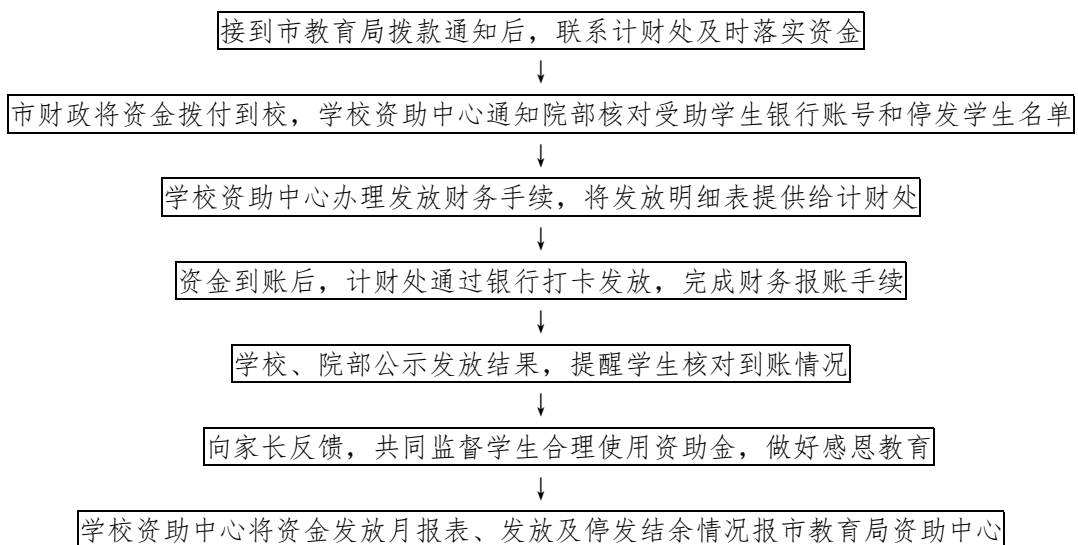 接到市教育局拨款通知后，联系计财处及时落实资金
↓
市财政将资金拨付到校，学校资助中心通知院部核对受助学生银行账号和停发学生名单
↓
学校资助中心办理发放财务手续，将发放明细表提供给计财处
↓
资金到账后，计财处通过银行打卡发放，完成财务报账手续
↓
学校、院部公示发放结果，提醒学生核对到账情况
↓
向家长反馈，共同监督学生合理使用资助金，做好感恩教育
↓
学校资助中心将资金发放月报表、发放及停发结余情况报市教育局资助中心